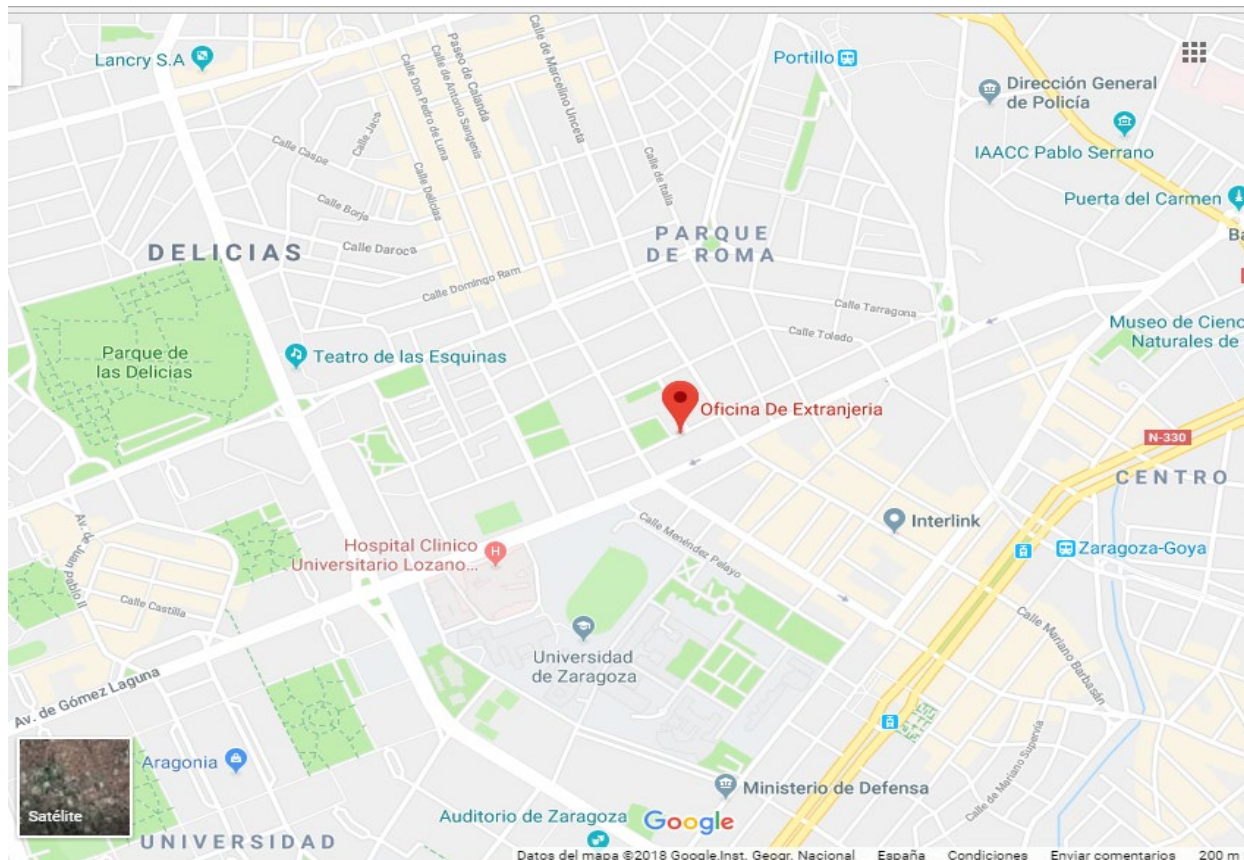 Lancry S.A
Paseo de Calanda
Calle de Antonio Sangenis
Calle Don Pedro de Luna
Calle de Marcelino Unceta
Portillo
Dirección General
de Policía
IAACC Pablo Serrano
Calle Jaca
Calle Caspe
Calle Delicias
Calle de Italia
Puerta del Carmen
Calle Borja
Ba
DELICIAS
Calle Daroca
PARQUE
DE ROMA
Calle Domingo Ram
Calle Tarragona
Calle Toledo
Museo de Cienc
Naturales de
Parque de
las Delicias
Teatro de las Esquinas
Oficina De Extranjeria
N-330
CENTRO
Av. de Juan Pablo II
Interlink
Calle Menéndez Pelayo
Hospital Clinico
Universitario Lozano...
H
Zaragoza-Goya
Calle Castilla
Calle Mariano Barbasán
Universidad
de Zaragoza
Av. de Gómez Laguna
Calle de Mariano Supervía
Aragonia
Ministerio de Defensa
Satélite
Auditorio de Zaragoza
Google
UNIVERSIDAD
Datos del mapa ©2018 Google,Inst. Geogr. Nacional España Condiciones Enviar comentarios 200 m